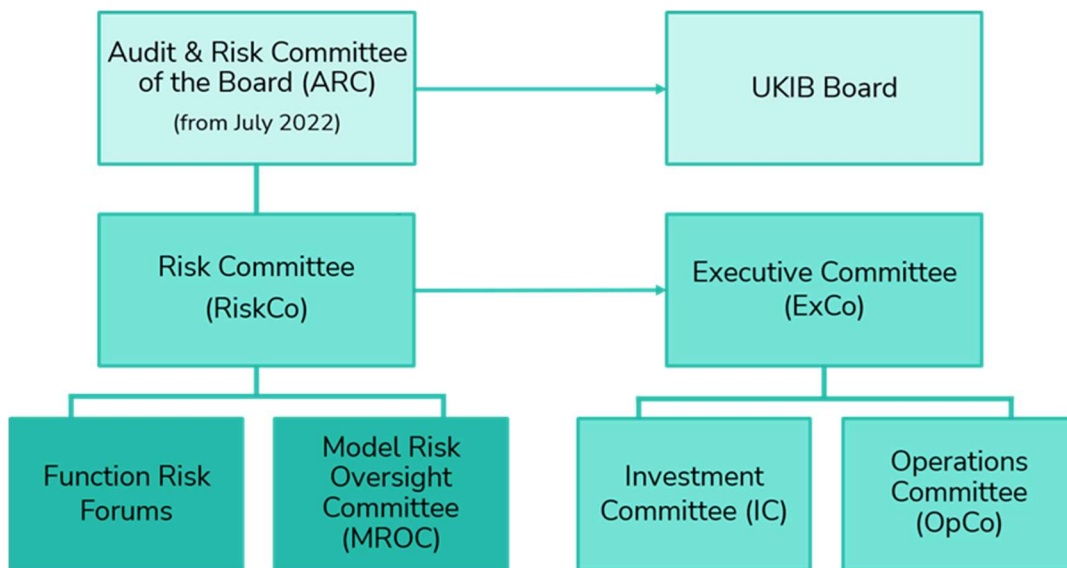 Audit & Risk Committee
of the Board (ARC)
(from July 2022)
UKIB Board
Risk Committee
(RiskCo)
Executive Committee
(ExCo)
Function Risk
Forums
Model Risk
Oversight
Committee
(MROC)
Investment
Committee (IC)
Operations
Committee
(OpCo)